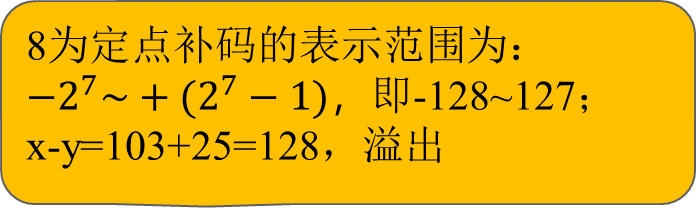 8为定点补码的表示范围为：
−2⁷~ + (2⁷ − 1)，即-128~127；
x-y=103+25=128，溢出